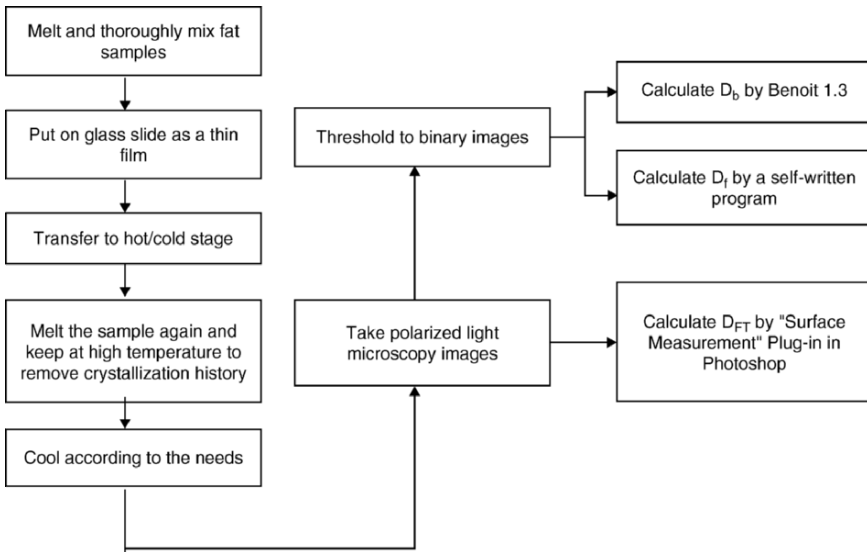 Melt and thoroughly mix fat
samples
Put on glass slide as a thin
film
Transfer to hot/cold stage
Melt the sample again and
keep at high temperature to
remove crystallization history
Cool according to the needs
Take polarized light
microscopy images
Threshold to binary images
Calculate D_b by Benoit 1.3
Calculate D_f by a self-written
program
Calculate D_FT by "Surface
Measurement" Plug-in in
Photoshop